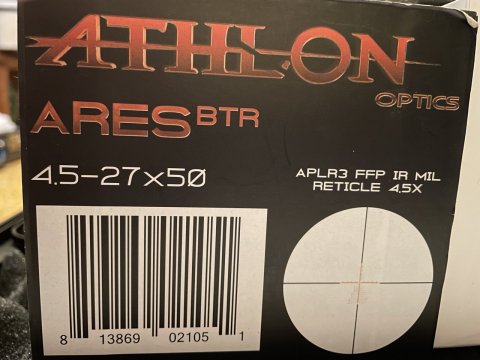 ATHLON
OPTICS
ARES BTR
4.5-27x50
APLR3 FFP IR MIL
RETICLE 4.5X
8 13869 02105 1